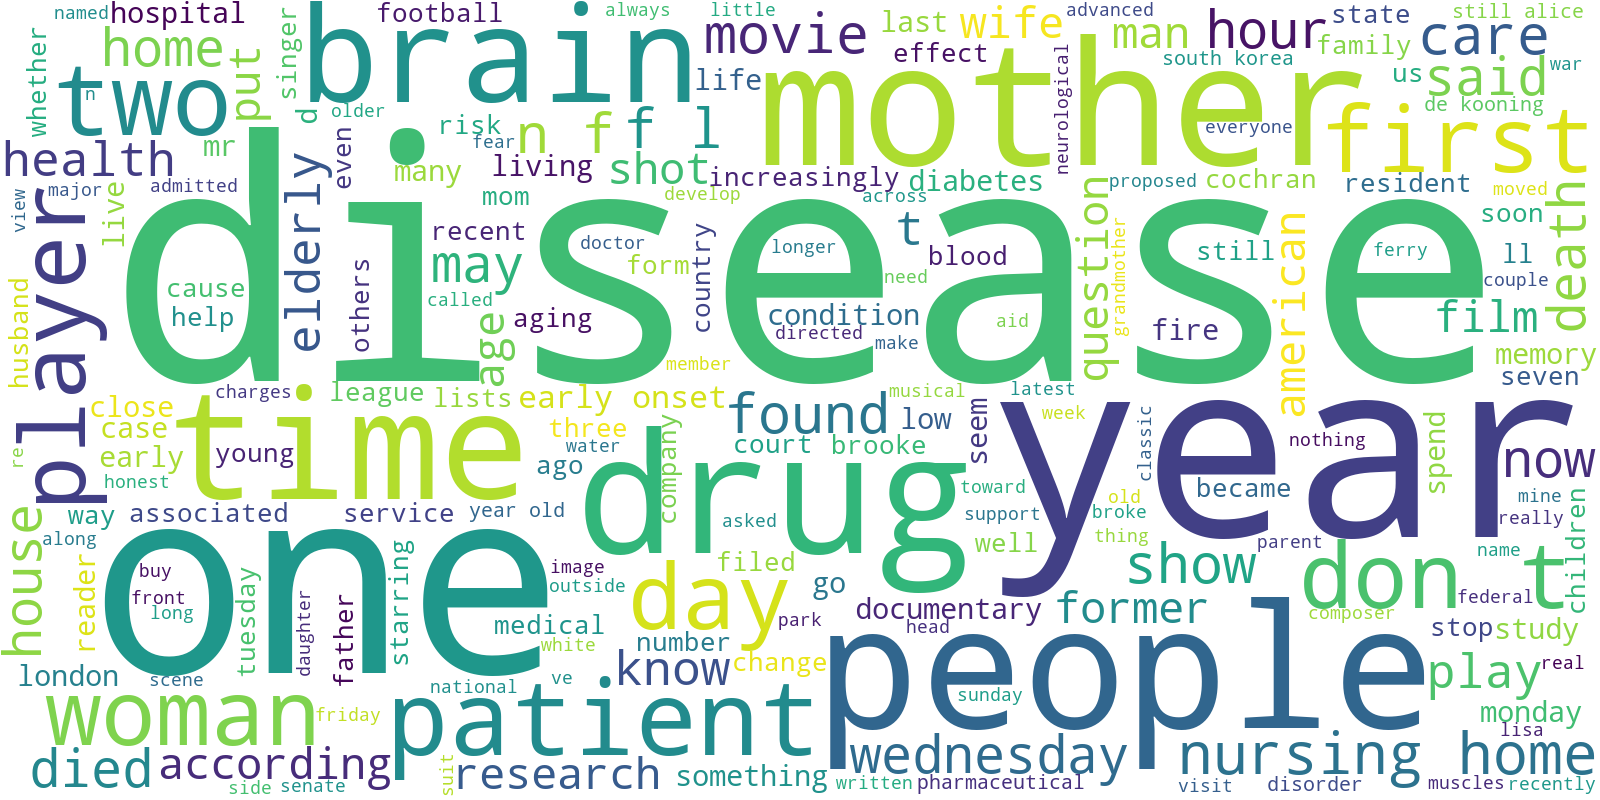 named
hospital
football
always
little
movie
last
wife
advanced
man
hour
state
still alice
home
put
singer
brain
effect
mother
family
care
whether
two
n
life
neurological
south korea
us
said
war
d
older
risk
n f
f l
everyone
de kooning
first
health
mr
elderly
even
fear
many
living
shot
increasingly
diabetes
proposed
cochran
resident
view
major
admitted
mom
develop
across
question
moved
death
player
live
disease
recent
doctor
longer
t
grandmother
american
still
ferry
soon
ll
others
may
form
country
blood
need
couple
cause
help
called
aging
condition
directed
make
aid
fire
film
husband
age
member
memory
seven
charges
league
lists
early onset
musical
latest
close
time
three
found
low
seem
year
week
classic
nothing
spend
now
case
early
young
water
court
brooke
re
honest
ago
drug
company
toward
became
old
mine
house
way
associated
service
year old
asked
support
broke
thing
really
along
well
parent
don t
name
children
reader
buy
front
long
one
tuesday
daughter
father
starring
image
outside
filed
day
go
show
federal
medical
park
documentary
head
former
composer
stop
study
number
white
know
change
people
london
scene
national
ve
sunday
play
real
woman
friday
patient
monday
lisa
died
according
wednesday
nursing
home
side
senate
suit
research
something
written
pharmaceutical
visit
disorder
muscles
recently